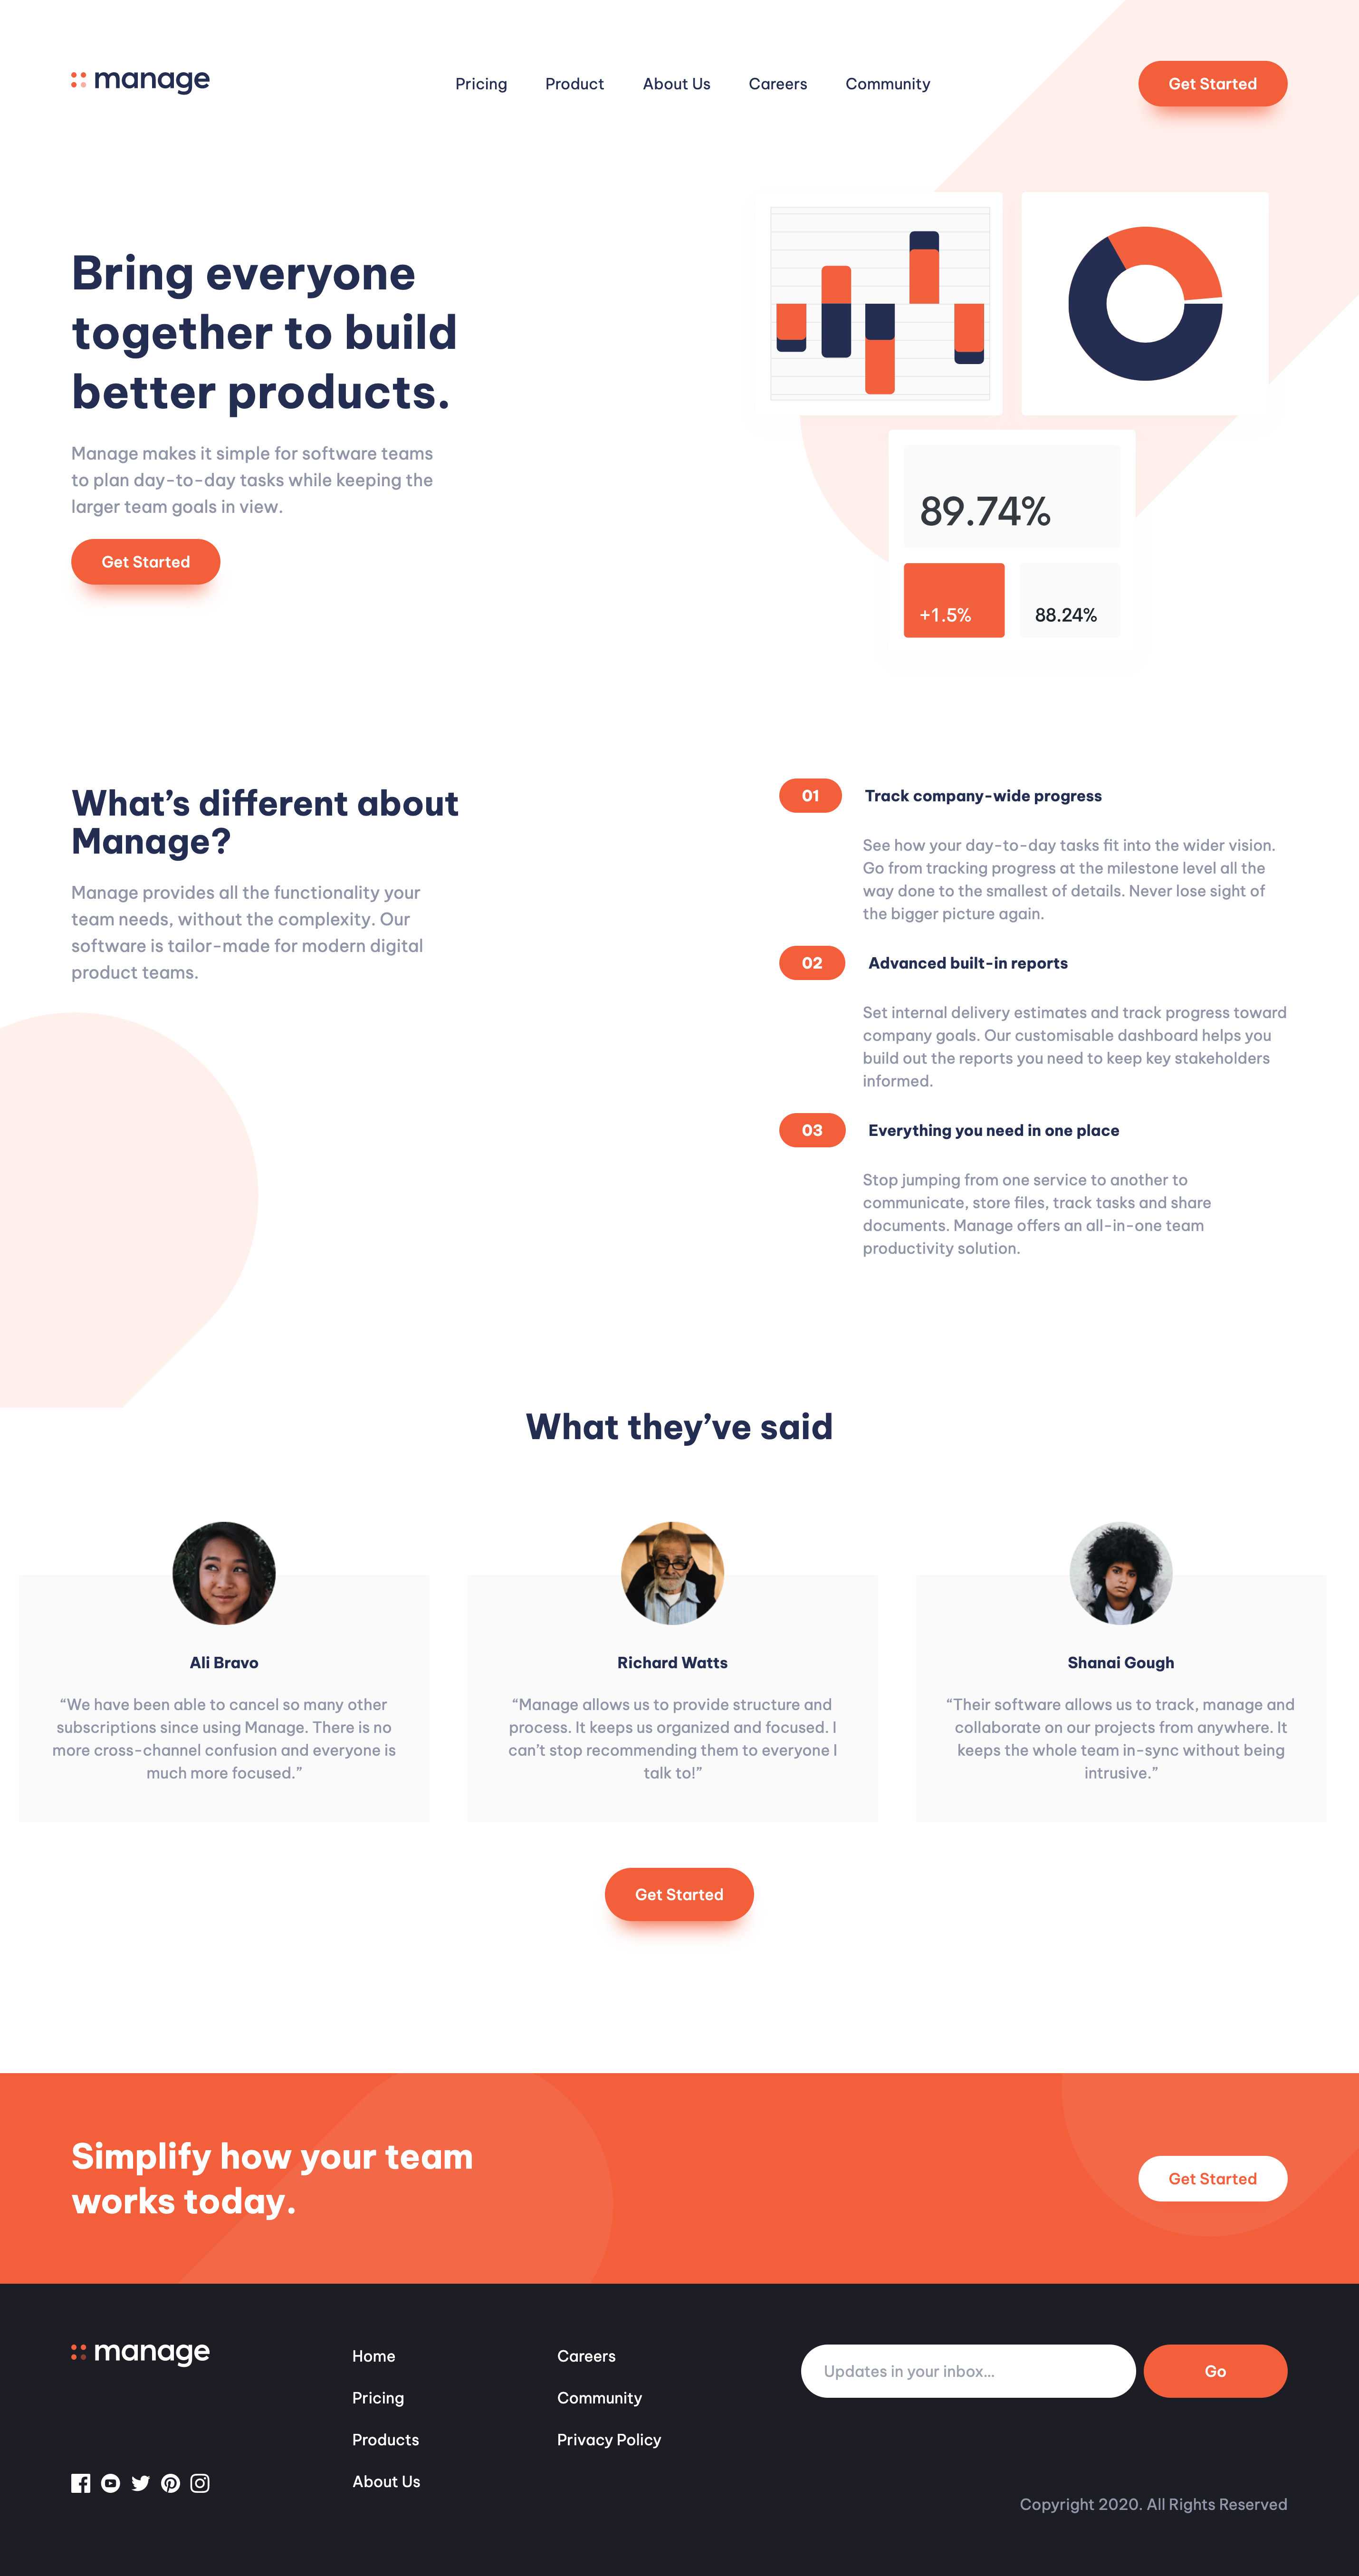 manage
Pricing
Product
About Us
Careers
Community
Get Started
Bring everyone
together to build
better products.
Manage makes it simple for software teams
to plan day-to-day tasks while keeping the
larger team goals in view.
Get Started
89.74%
+1.5%
88.24%
What’s different about
Manage?
Manage provides all the functionality your
team needs, without the complexity. Our
software is tailor-made for modern digital
product teams.
01
Track company-wide progress
See how your day-to-day tasks fit into the wider vision.
Go from tracking progress at the milestone level all the
way done to the smallest of details. Never lose sight of
the bigger picture again.
02
Advanced built-in reports
Set internal delivery estimates and track progress toward
company goals. Our customisable dashboard helps you
build out the reports you need to keep key stakeholders
informed.
03
Everything you need in one place
Stop jumping from one service to another to
communicate, store files, track tasks and share
documents. Manage offers an all-in-one team
productivity solution.
What they’ve said
Ali Bravo
“We have been able to cancel so many other
subscriptions since using Manage. There is no
more cross-channel confusion and everyone is
much more focused.”
Richard Watts
“Manage allows us to provide structure and
process. It keeps us organized and focused. I
can’t stop recommending them to everyone I
talk to!”
Shanai Gough
“Their software allows us to track, manage and
collaborate on our projects from anywhere. It
keeps the whole team in-sync without being
intrusive.”
Get Started
Simplify how your team
works today.
Get Started
manage
Home
Pricing
Products
About Us
Careers
Community
Privacy Policy
Updates in your inbox...
Go
Copyright 2020. All Rights Reserved